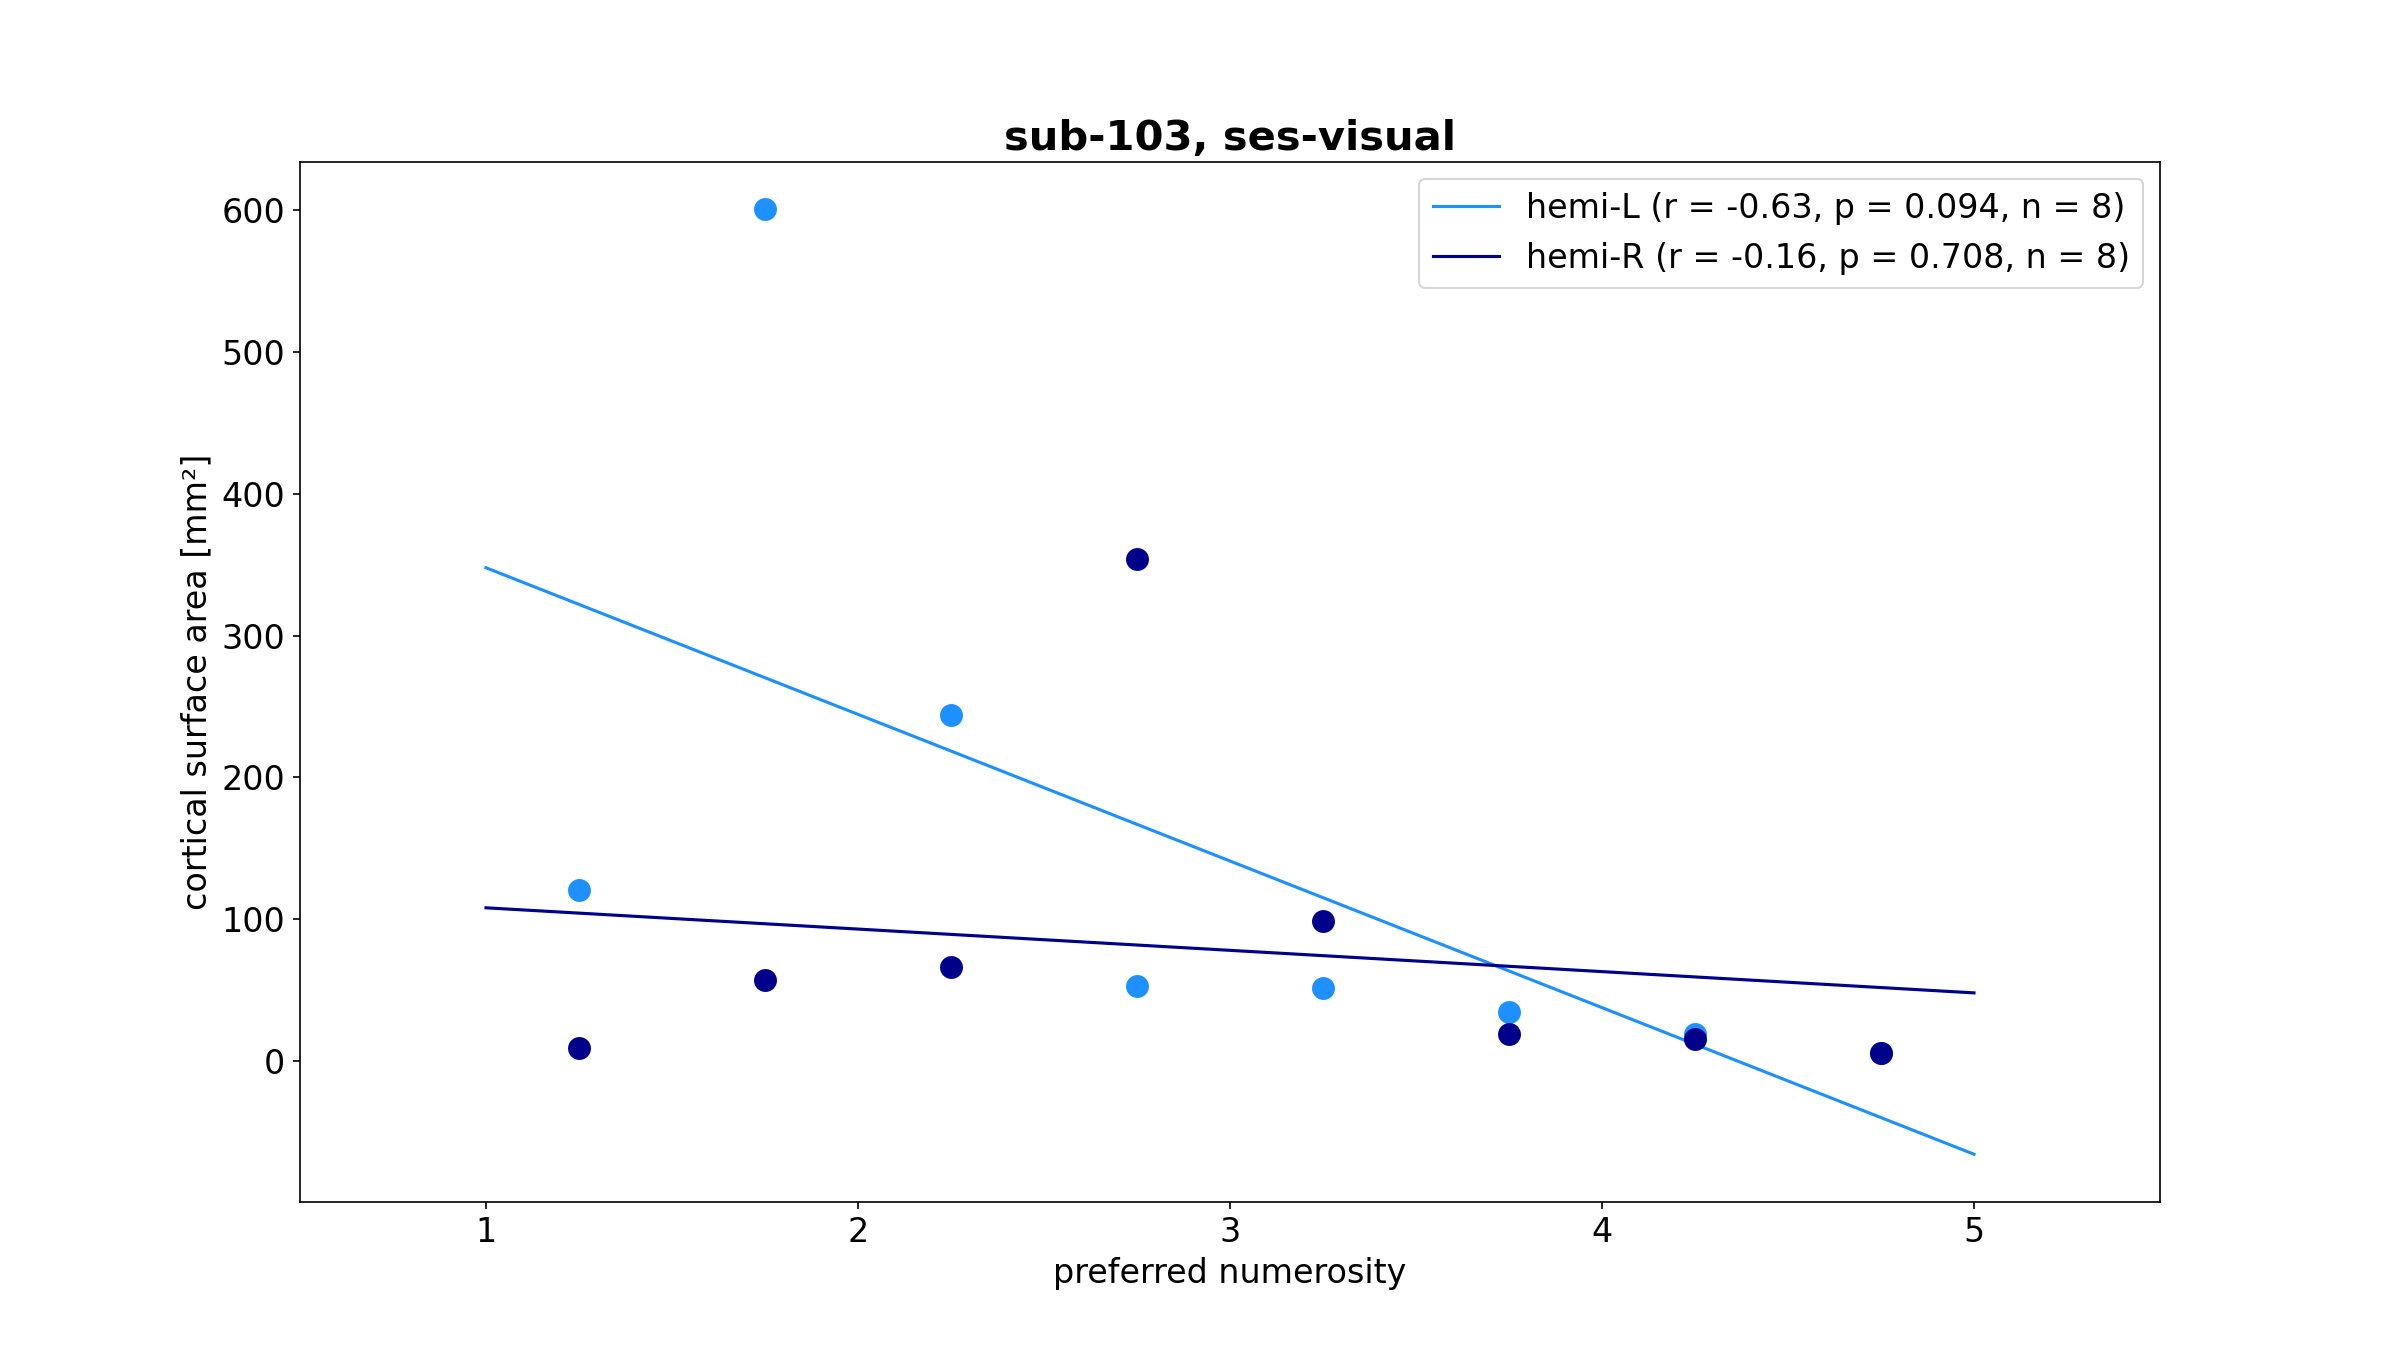 sub-103, ses-visual
hemi-L (r = -0.63, p = 0.094, n = 8)
hemi-R (r = -0.16, p = 0.708, n = 8)
cortical surface area [mm²]
600
500
400
300
200
100
0
1 2 3 4 5
preferred numerosity